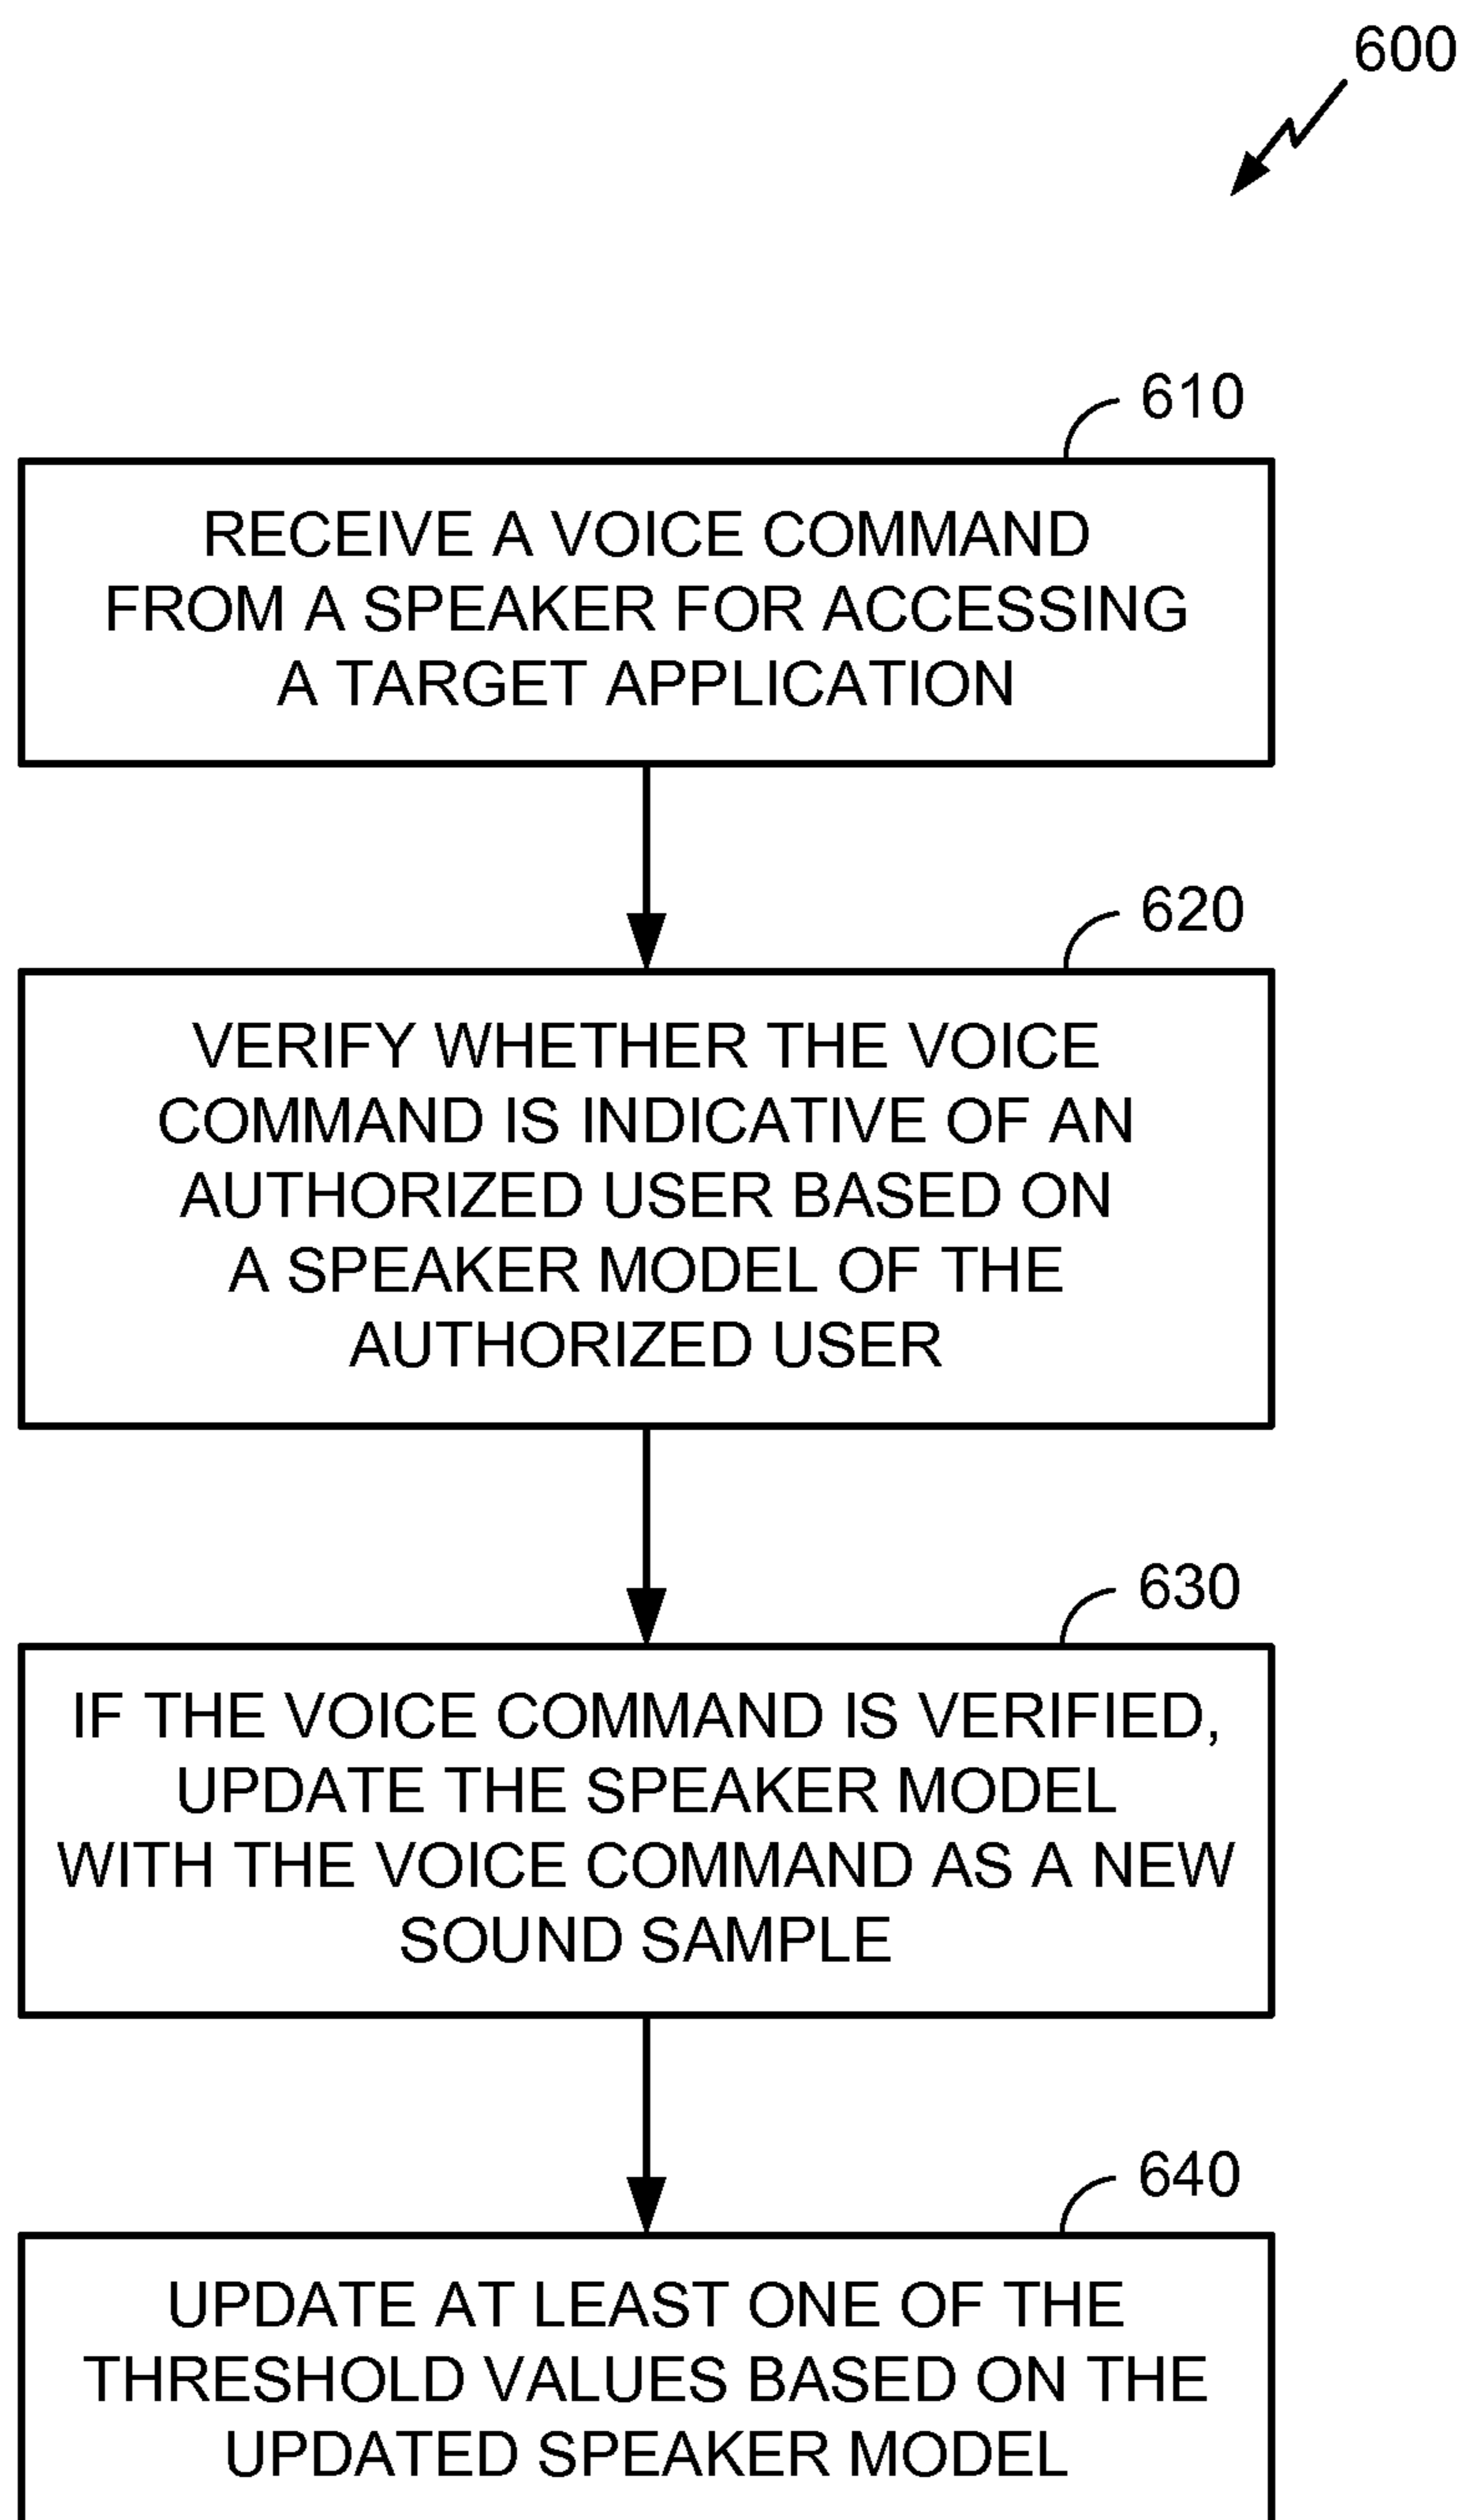 600
610
RECEIVE A VOICE COMMAND
FROM A SPEAKER FOR ACCESSING
A TARGET APPLICATION
620
VERIFY WHETHER THE VOICE
COMMAND IS INDICATIVE OF AN
AUTHORIZED USER BASED ON
A SPEAKER MODEL OF THE
AUTHORIZED USER
630
IF THE VOICE COMMAND IS VERIFIED,
UPDATE THE SPEAKER MODEL
WITH THE VOICE COMMAND AS A NEW
SOUND SAMPLE
640
UPDATE AT LEAST ONE OF THE
THRESHOLD VALUES BASED ON THE
UPDATED SPEAKER MODEL